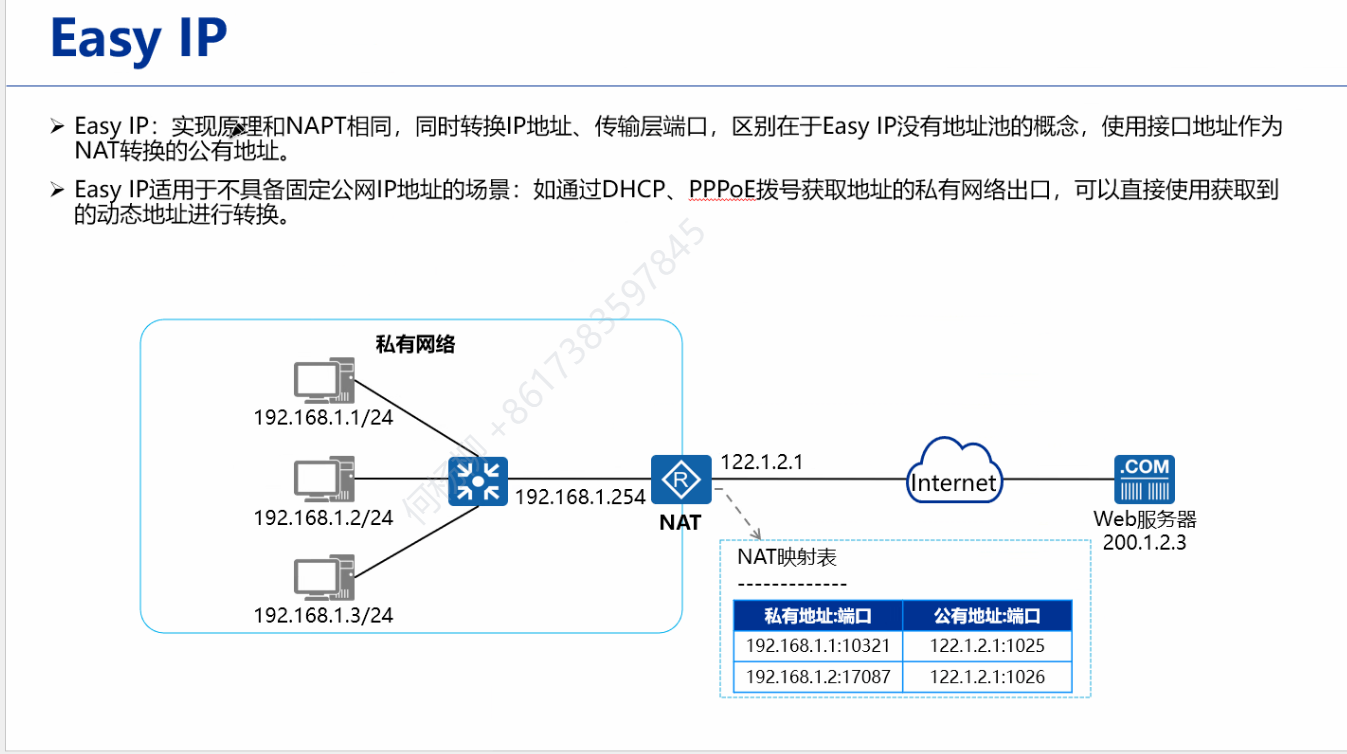 Easy IP
➢ Easy IP：实现原理和NAPT相同，同时转换IP地址、传输层端口，区别在于Easy IP没有地址池的概念，使用接口地址作为
NAT转换的公有地址。
➢ Easy IP适用于不具备固定公网IP地址的场景：如通过DHCP、PPPoE拨号获取地址的私有网络出口，可以直接使用获取到
的动态地址进行转换。
私有网络
192.168.1.1/24
192.168.1.2/24
192.168.1.3/24
192.168.1.254
R
NAT
122.1.2.1
Internet
.COM
Web服务器
200.1.2.3
NAT映射表
-------------
私有地址:端口 公有地址:端口
192.168.1.1:10321 122.1.2.1:1025
192.168.1.2:17087 122.1.2.1:1026
+8617383597845